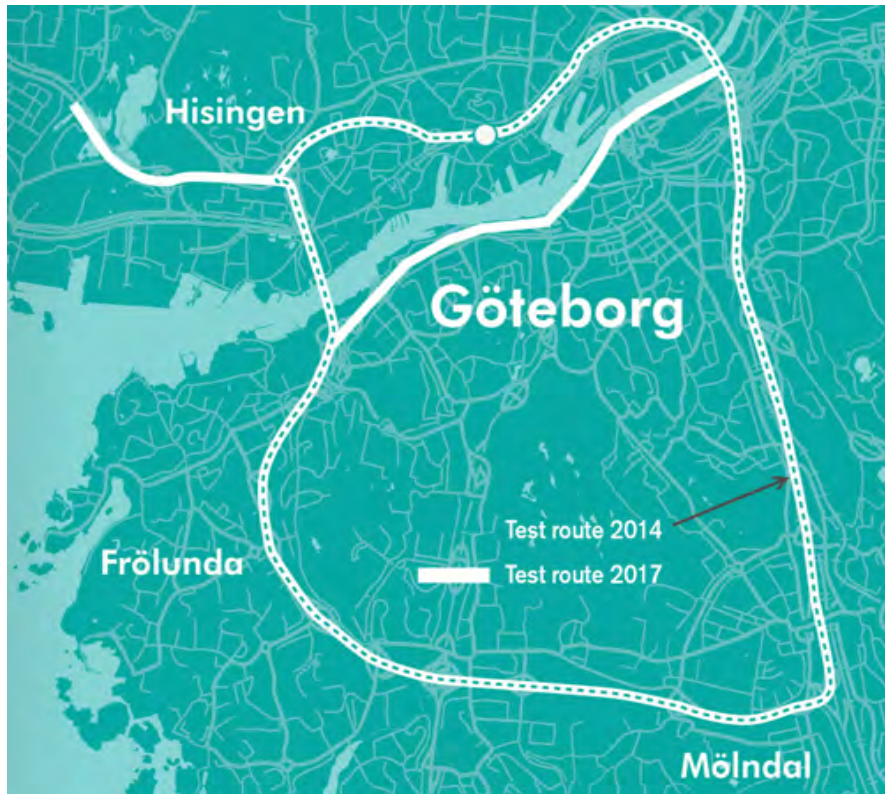 Hisingen
Göteborg
Test route 2014
Frölunda
Test route 2017
Mölndal